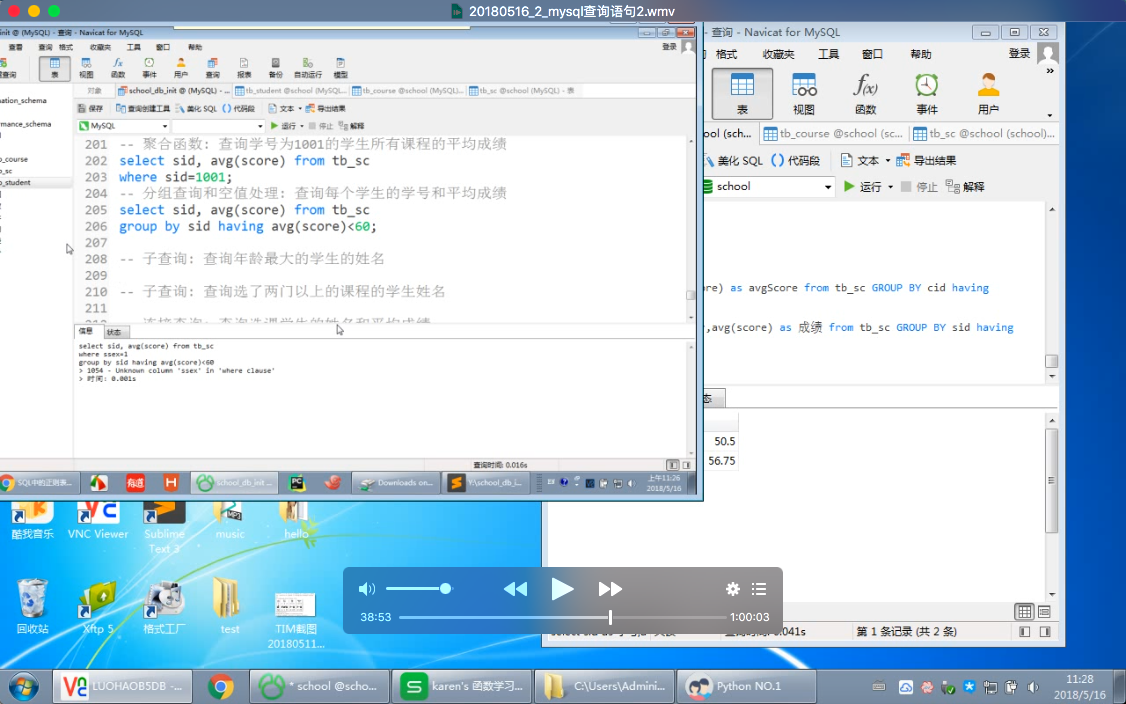 20180516_2_mysql查询语句2.wmv
init @ (MySQL) - 查询 - Navicat for MySQL
查看 查询 格式 收藏夹 工具 窗口 帮助
登录
表 视图 函数 事件 用户 查询 报表 备份 自动运行 模型
对象 school_db_init @ (MySQL) - ... tb_student @school (MySQL... tb_course @school (MySQL)... tb_sc @school (MySQL) - 表
保存 查询创建工具 美化 SQL () 代码段 文本 导出结果
MySQL 运行 停止 解释
mation_schema
rmance_schema
b_course
b_sc
b_student
201 -- 聚合函数: 查询学号为1001的学生所有课程的平均成绩
202 select sid, avg(score) from tb_sc
203 where sid=1001;
204 -- 分组查询和空值处理: 查询每个学生的学号和平均成绩
205 select sid, avg(score) from tb_sc
206 group by sid having avg(score)<60;
207
208 -- 子查询: 查询年龄最大的学生的姓名
209
210 -- 子查询: 查询选了两门以上的课程的学生姓名
211
信息 状态
select sid, avg(score) from tb_sc
where ssex=1
group by sid having avg(score)<60
> 1054 - Unknown column 'ssex' in 'where clause'
> 时间: 0.001s
查询时间: 0.016s
SQL中的正则表... 有道 H school_db_init ... Downloads on... Y:\school_db_i...
上午11:26
2018/5/16
- 查询 - Navicat for MySQL
格式 收藏夹 工具 窗口 帮助 登录
表 视图 函数 事件 用户
ool (sch... tb_course @school (sc... tb_sc @school (school)...
美化 SQL () 代码段 文本 导出结果
school 运行 停止 解释
re) as avgScore from tb_sc GROUP BY cid having
,avg(score) as 成绩 from tb_sc GROUP BY sid having
态
50.5
56.75
041s 第 1 条记录 (共 2 条)
酷我音乐 VNC Viewer Sublime Text 3 music hello
回收站 Xftp 5 格式工厂 test TIM截图
20180511...
38:53 1:00:03
LUOHAOB5DB -... * school @scho... karen's 函数学习... C:\Users\Admini... Python NO.1
11:28
2018/5/16